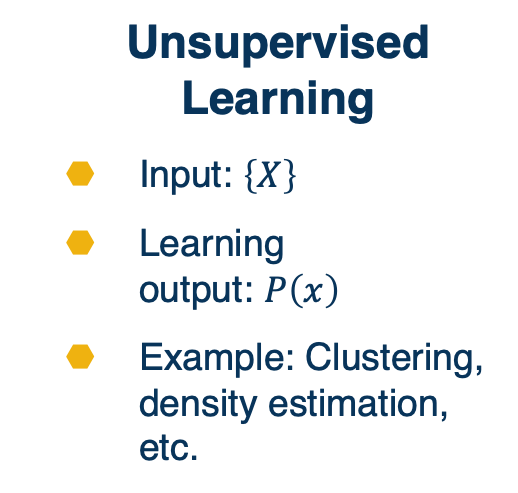 Unsupervised
Learning
Input: {X}
Learning
output: P(x)
Example: Clustering,
density estimation,
etc.